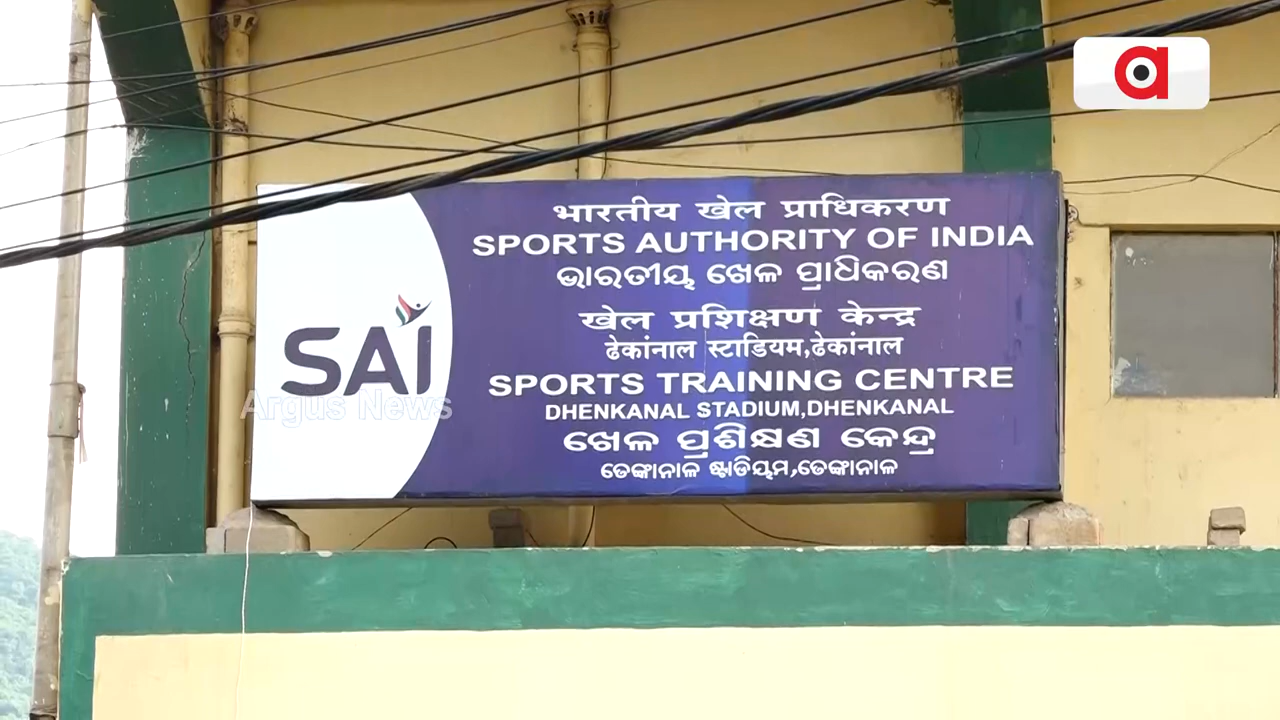 a
भारतीय खेल प्राधिकरण
SPORTS AUTHORITY OF INDIA
ଭାରତୀୟ ଖେଳ ପ୍ରାଧିକରଣ
खेल प्रशिक्षण केन्द्र
ढेकांनाल स्टाडियम,ढेकांनाल
SAI
SPORTS TRAINING CENTRE
Argus News
DHENKANAL STADIUM,DHENKANAL
ଖେଳ ପ୍ରଶିକ୍ଷଣ କେନ୍ଦ୍ର
ଢେଙ୍କାନାଳ ଷ୍ଟାଡିୟମ,ଢେଙ୍କାନାଳ